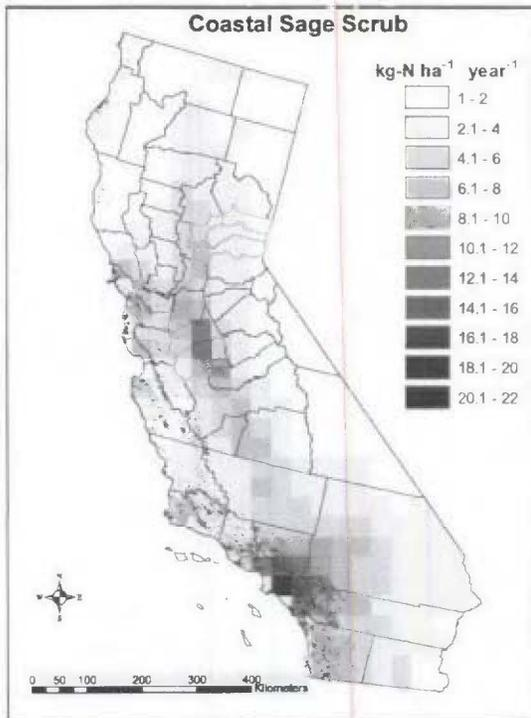 Coastal Sage Scrub
kg-N ha⁻¹ year⁻¹
1 - 2
2.1 - 4
4.1 - 6
6.1 - 8
8.1 - 10
10.1 - 12
12.1 - 14
14.1 - 16
16.1 - 18
18.1 - 20
20.1 - 22
N
W E
S
0 50 100 200 300 400
Kilometers